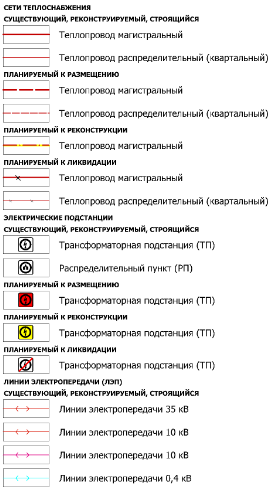 СЕТИ ТЕПЛОСНАБЖЕНИЯ
СУЩЕСТВУЮЩИЙ, РЕКОНСТРУИРУЕМЫЙ, СТРОЯЩИЙСЯ
Теплопровод магистральный
Теплопровод распределительный (квартальный)
ПЛАНИРУЕМЫЙ К РАЗМЕЩЕНИЮ
Теплопровод магистральный
Теплопровод распределительный (квартальный)
ПЛАНИРУЕМЫЙ К РЕКОНСТРУКЦИИ
Теплопровод магистральный
ПЛАНИРУЕМЫЙ К ЛИКВИДАЦИИ
Теплопровод магистральный
Теплопровод распределительный (квартальный)
ЭЛЕКТРИЧЕСКИЕ ПОДСТАНЦИИ
СУЩЕСТВУЮЩИЙ, РЕКОНСТРУИРУЕМЫЙ, СТРОЯЩИЙСЯ
Трансформаторная подстанция (ТП)
Распределительный пункт (РП)
ПЛАНИРУЕМЫЙ К РАЗМЕЩЕНИЮ
Трансформаторная подстанция (ТП)
ПЛАНИРУЕМЫЙ К РЕКОНСТРУКЦИИ
Трансформаторная подстанция (ТП)
ПЛАНИРУЕМЫЙ К ЛИКВИДАЦИИ
Трансформаторная подстанция (ТП)
ЛИНИИ ЭЛЕКТРОПЕРЕДАЧИ (ЛЭП)
СУЩЕСТВУЮЩИЙ, РЕКОНСТРУИРУЕМЫЙ, СТРОЯЩИЙСЯ
Линии электропередачи 35 кВ
Линии электропередачи 10 кВ
Линии электропередачи 10 кВ
Линии электропередачи 0,4 кВ